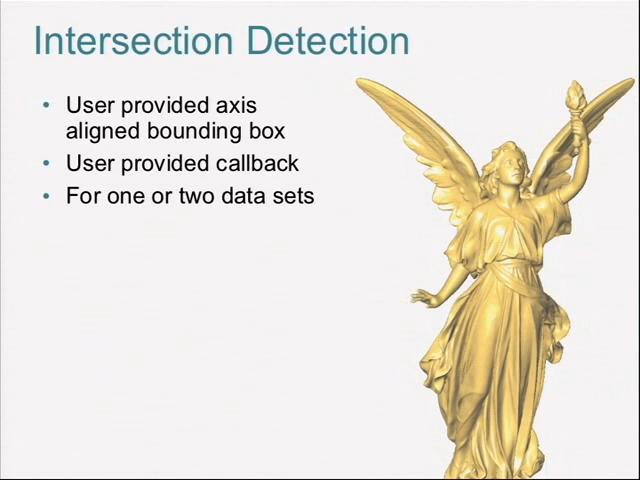 Intersection Detection
• User provided axis
aligned bounding box
• User provided callback
• For one or two data sets